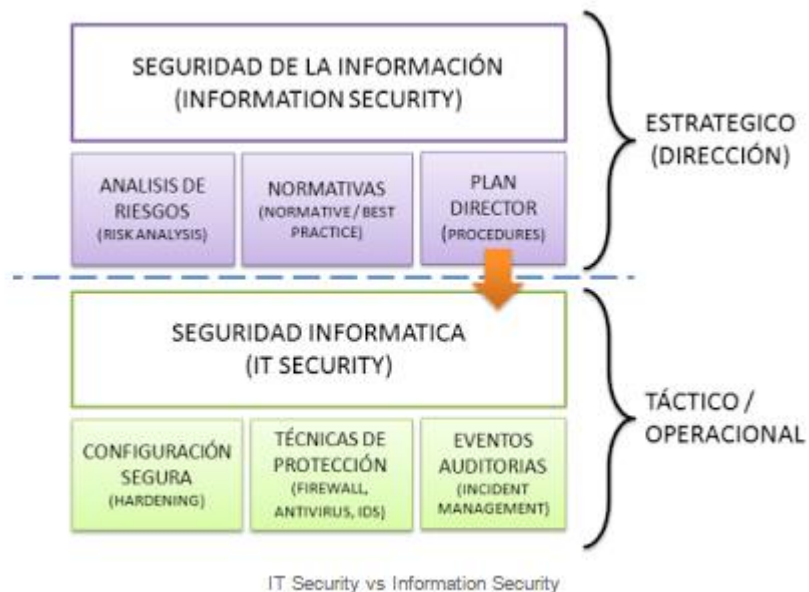 SEGURIDAD DE LA INFORMACIÓN
(INFORMATION SECURITY)
ESTRATEGICO
(DIRECCIÓN)
ANALISIS DE
RIESGOS
(RISK ANALYSIS)
NORMATIVAS
(NORMATIVE / BEST
PRACTICE)
PLAN
DIRECTOR
(PROCEDURES)
SEGURIDAD INFORMATICA
(IT SECURITY)
TÁCTICO /
OPERACIONAL
CONFIGURACIÓN
SEGURA
(HARDENING)
TÉCNICAS DE
PROTECCIÓN
(FIREWALL,
ANTIVIRUS, IDS)
EVENTOS
AUDITORIAS
(INCIDENT
MANAGEMENT)
IT Security vs Information Security